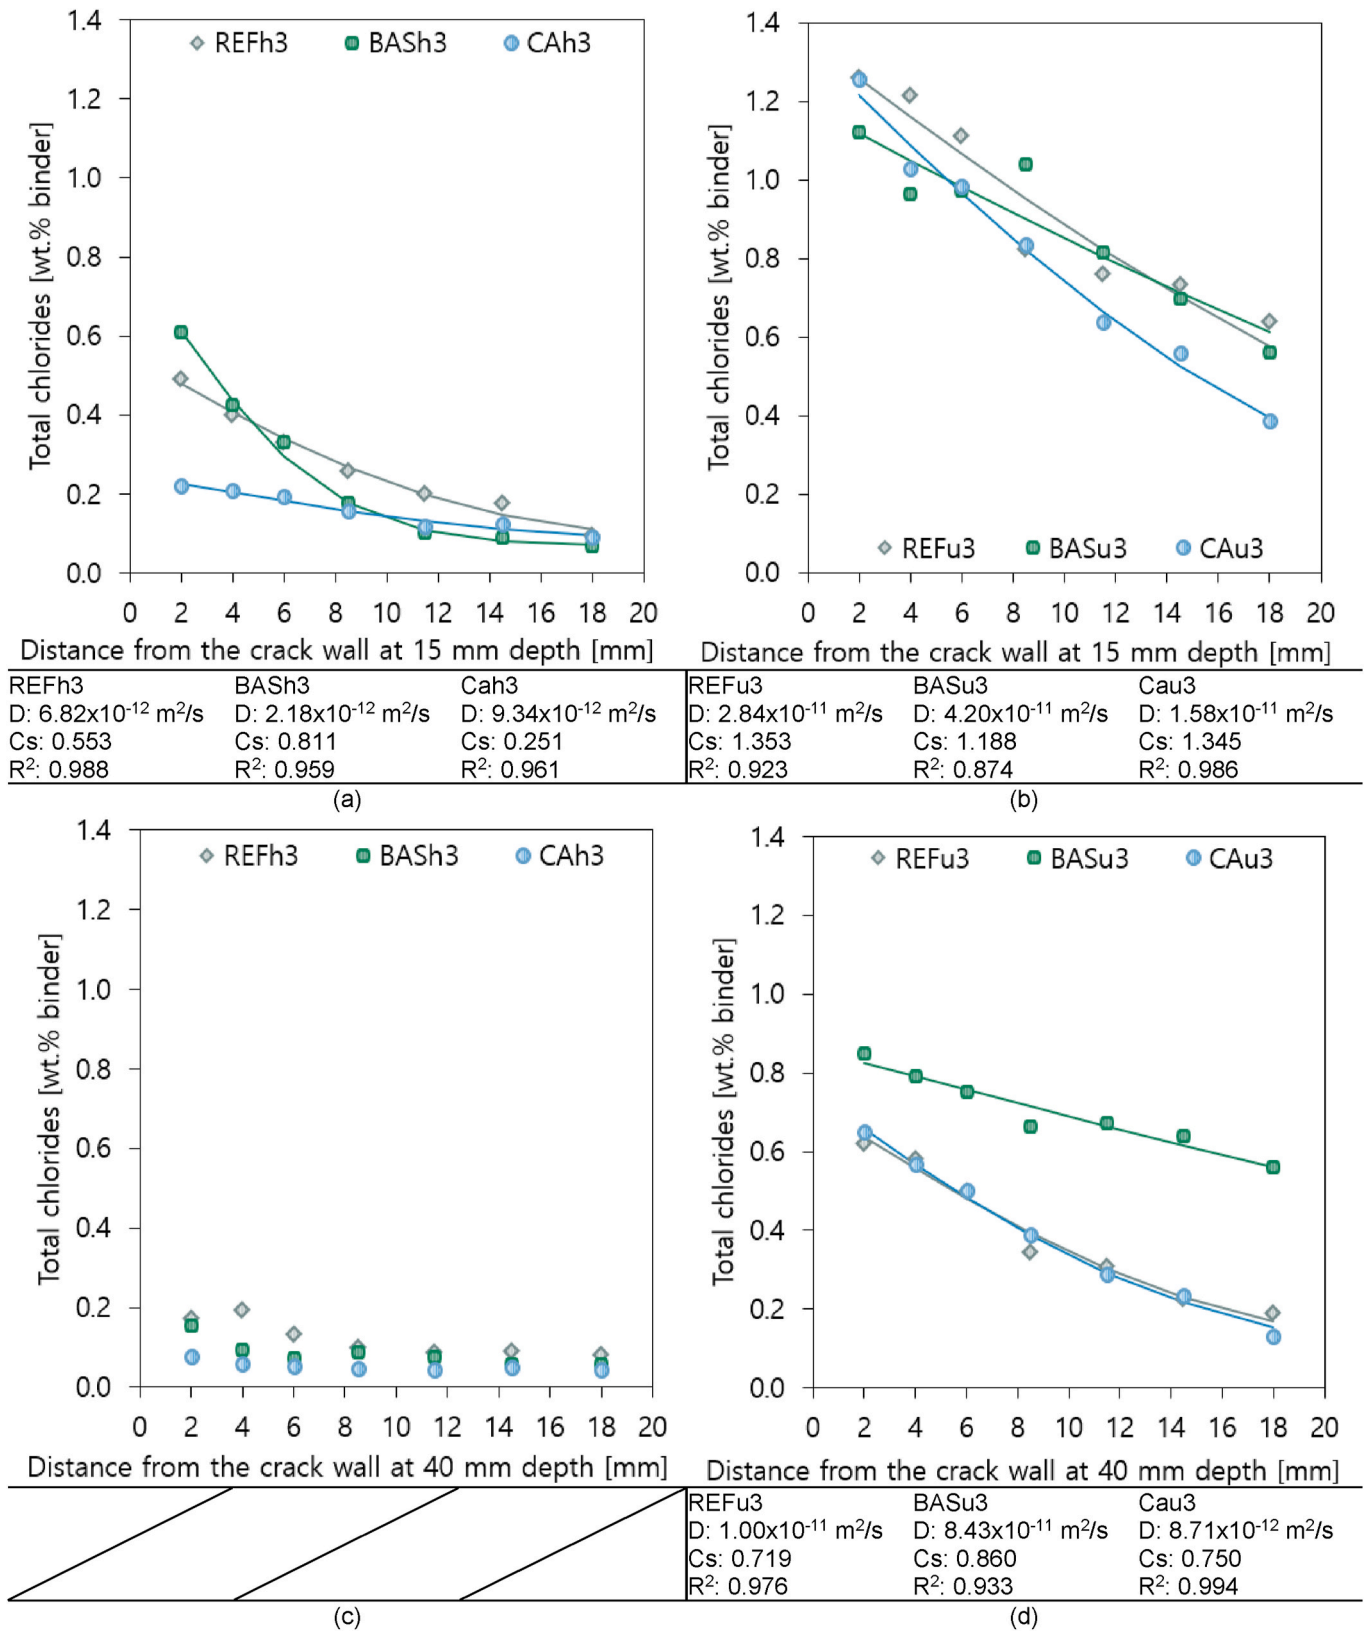 REFh3 BASh3 CAh3
1.4
1.2
1.0
0.8
0.6
0.4
0.2
0.0
Total chlorides [wt.% binder]
0 2 4 6 8 10 12 14 16 18 20
Distance from the crack wall at 15 mm depth [mm]
REFh3 BASh3 Cah3
D: 6.82x10⁻¹² m²/s D: 2.18x10⁻¹² m²/s D: 9.34x10⁻¹² m²/s
Cs: 0.553 Cs: 0.811 Cs: 0.251
R²: 0.988 R²: 0.959 R²: 0.961
(a)
1.4
1.2
1.0
0.8
0.6
0.4
0.2
0.0
Total chlorides [wt.% binder]
REFu3 BASu3 CAu3
0 2 4 6 8 10 12 14 16 18 20
Distance from the crack wall at 15 mm depth [mm]
REFu3 BASu3 Cau3
D: 2.84x10⁻¹¹ m²/s D: 4.20x10⁻¹¹ m²/s D: 1.58x10⁻¹¹ m²/s
Cs: 1.353 Cs: 1.188 Cs: 1.345
R²: 0.923 R²: 0.874 R²: 0.986
(b)
REFh3 BASh3 CAh3
1.4
1.2
1.0
0.8
0.6
0.4
0.2
0.0
Total chlorides [wt.% binder]
0 2 4 6 8 10 12 14 16 18 20
Distance from the crack wall at 40 mm depth [mm]
(c)
REFu3 BASu3 CAu3
1.4
1.2
1.0
0.8
0.6
0.4
0.2
0.0
Total chlorides [wt.% binder]
0 2 4 6 8 10 12 14 16 18 20
Distance from the crack wall at 40 mm depth [mm]
REFu3 BASu3 Cau3
D: 1.00x10⁻¹¹ m²/s D: 8.43x10⁻¹¹ m²/s D: 8.71x10⁻¹² m²/s
Cs: 0.719 Cs: 0.860 Cs: 0.750
R²: 0.976 R²: 0.933 R²: 0.994
(d)